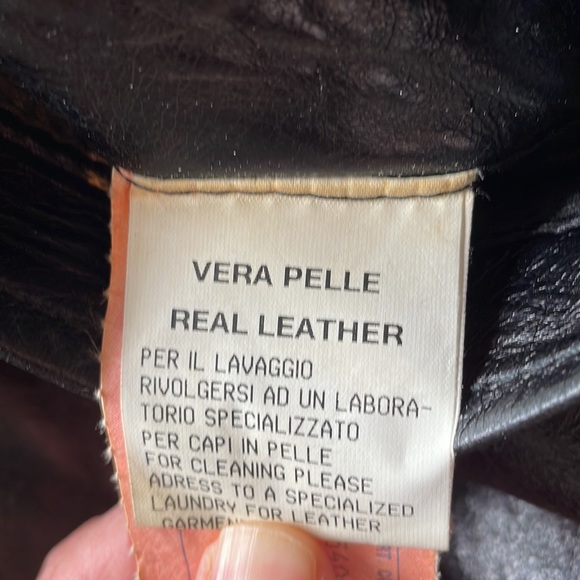 VERA PELLE
REAL LEATHER
PER IL LAVAGGIO
RIVOLGERSI AD UN LABORA-
TORIO SPECIALIZZATO
PER CAPI IN PELLE
FOR CLEANING PLEASE
ADRESS TO A SPECIALIZED
LAUNDRY FOR LEATHER